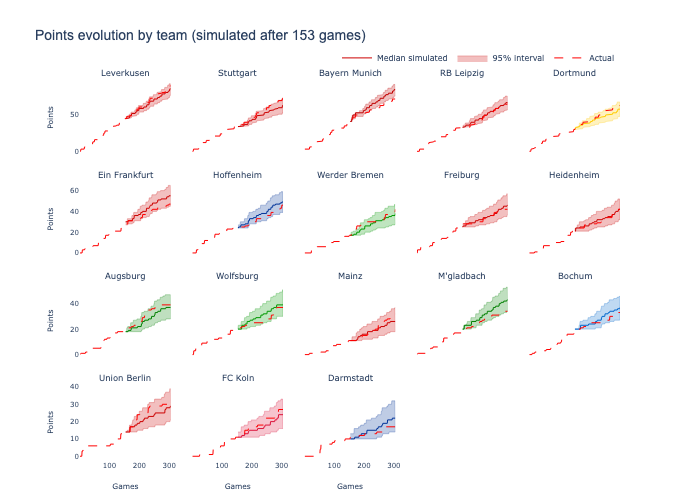 Points evolution by team (simulated after 153 games)
Median simulated 95% interval Actual
Leverkusen Stuttgart Bayern Munich RB Leipzig Dortmund
Points
50
0
Ein Frankfurt Hoffenheim Werder Bremen Freiburg Heidenheim
Points
60
40
20
0
Augsburg Wolfsburg Mainz M'gladbach Bochum
Points
40
20
0
Union Berlin FC Koln Darmstadt
Points
40
30
20
10
0
100 200 300 100 200 300 100 200 300
Games Games Games